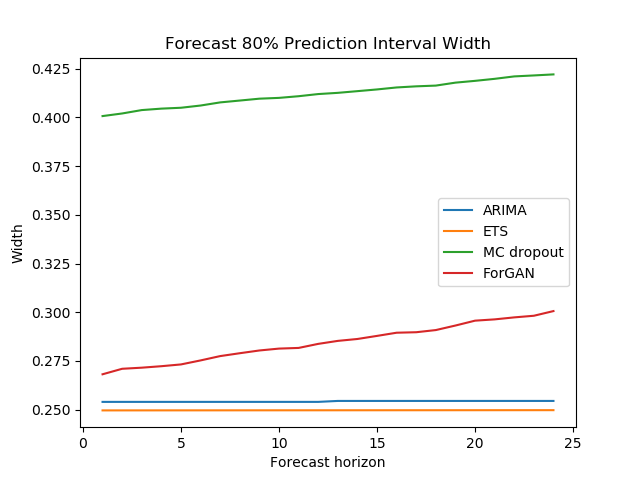 Forecast 80% Prediction Interval Width
0.425
0.400
0.375
0.350
0.325
0.300
0.275
0.250
Width
ARIMA
ETS
MC dropout
ForGAN
0 5 10 15 20 25
Forecast horizon